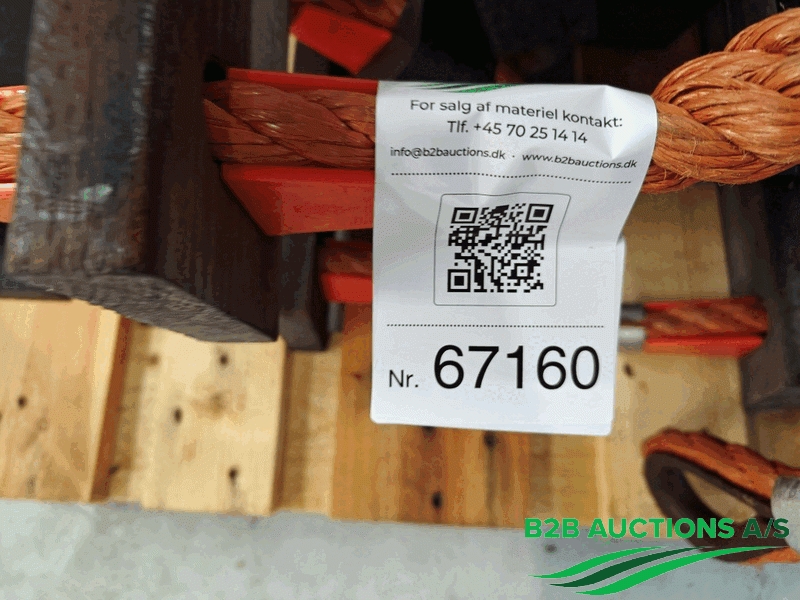 For salg af materiel kontakt:
Tlf. +45 70 25 14 14
info@b2bauctions.dk · www.b2bauctions.dk
Nr. 67160
B2B AUCTIONS A/S